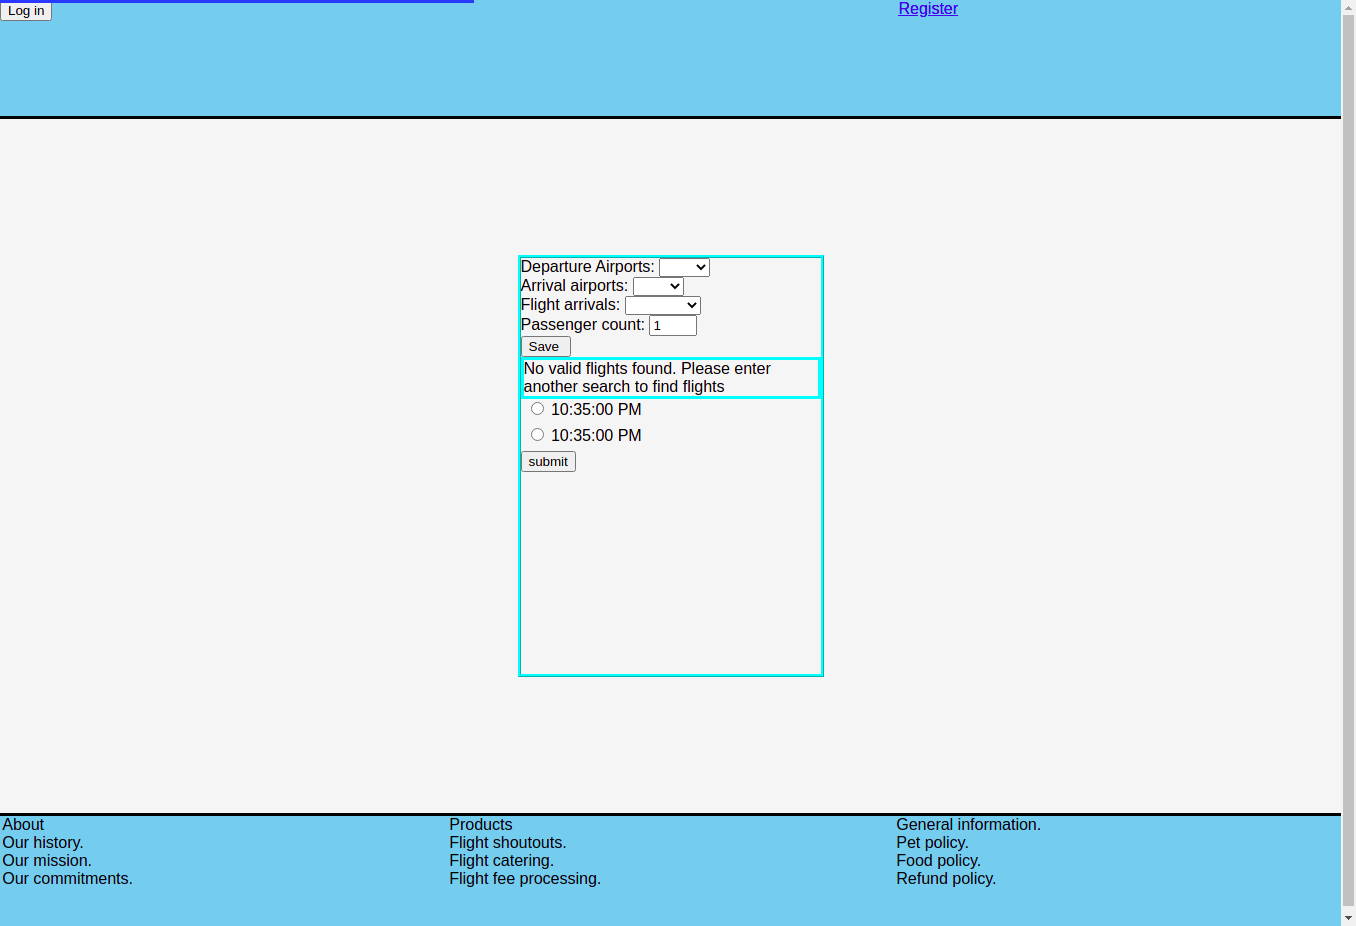 Log in
Register
Departure Airports:
Arrival airports:
Flight arrivals:
Passenger count: 1
Save
No valid flights found. Please enter
another search to find flights
10:35:00 PM
10:35:00 PM
submit
About
Our history.
Our mission.
Our commitments.
Products
Flight shoutouts.
Flight catering.
Flight fee processing.
General information.
Pet policy.
Food policy.
Refund policy.